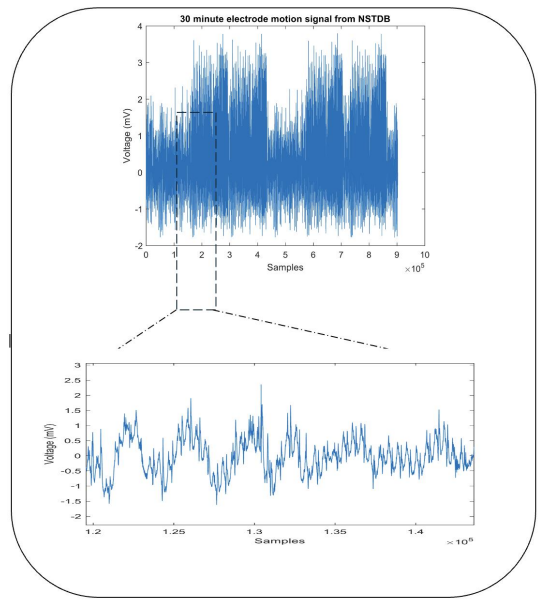 30 minute electrode motion signal from NSTDB
4
3
2
1
0
-1
-2
Voltage (mV)
0 1 2 3 4 5 6 7 8 9 10
Samples
×10⁵
3
2.5
2
1.5
1
0.5
0
-0.5
-1
-1.5
-2
Voltage (mV)
1.2 1.25 1.3 1.35 1.4
Samples
×10⁵